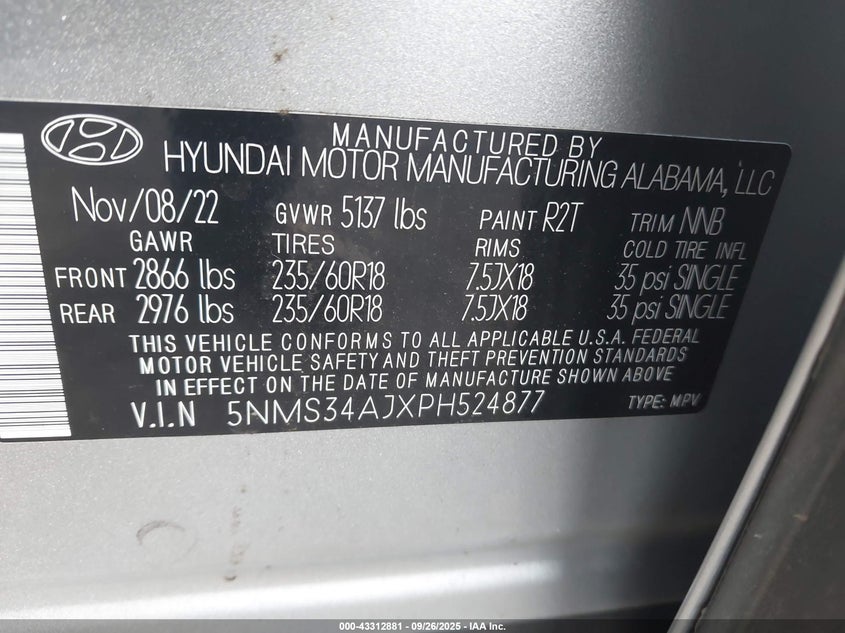 MANUFACTURED BY
HYUNDAI MOTOR MANUFACTURING ALABAMA, LLC
Nov/08/22 GVWR 5137 lbs PAINT R2T TRIM NNB
GAWR TIRES RIMS COLD TIRE INFL
FRONT 2866 lbs 235/60R18 7.5JX18 35 psi SINGLE
REAR 2976 lbs 235/60R18 7.5JX18 35 psi SINGLE
THIS VEHICLE CONFORMS TO ALL APPLICABLE U.S.A. FEDERAL
MOTOR VEHICLE SAFETY AND THEFT PREVENTION STANDARDS
IN EFFECT ON THE DATE OF MANUFACTURE SHOWN ABOVE
V.I.N 5NMS34AJXPH524877 TYPE: MPV
000-43312881 - 09/26/2025 - IAA Inc.